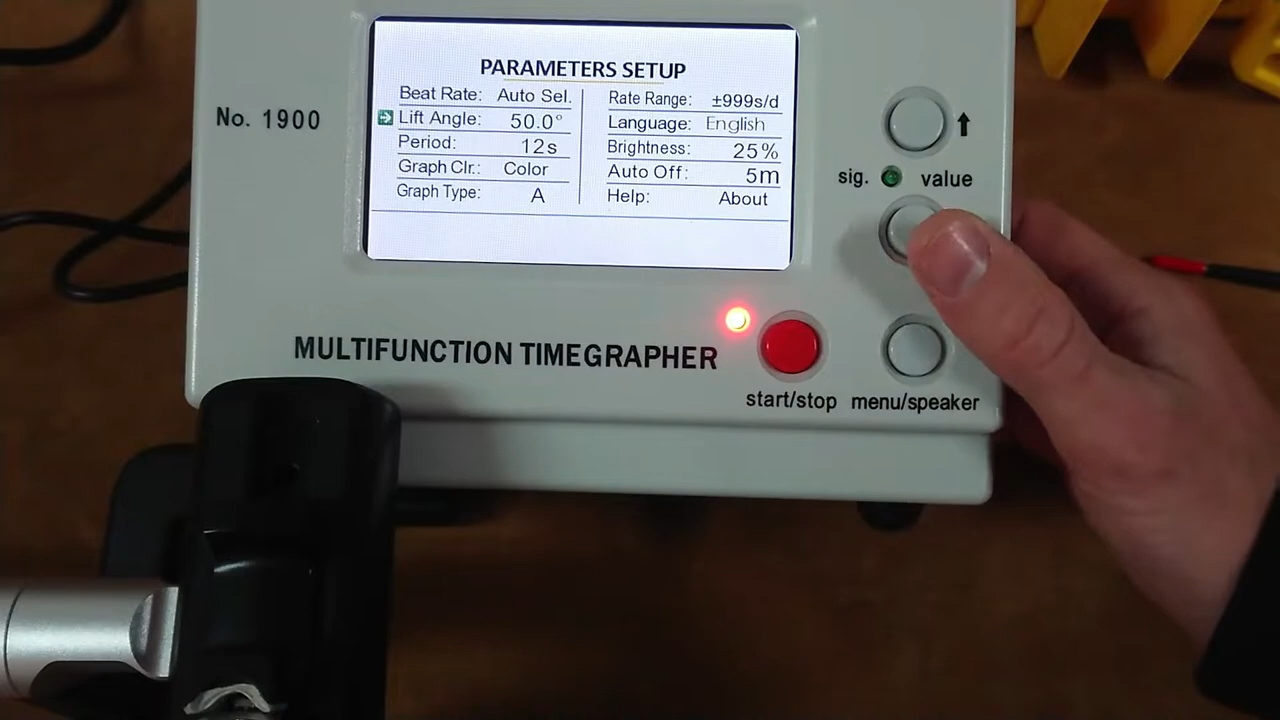 PARAMETERS SETUP
Beat Rate: Auto Sel.
Lift Angle: 50.0°
Period: 12s
Graph Clr.: Color
Graph Type: A
Rate Range: ±999s/d
Language: English
Brightness: 25%
Auto Off: 5m
Help: About
No. 1900
sig. value
MULTIFUNCTION TIMEGRAPHER
start/stop menu/speaker